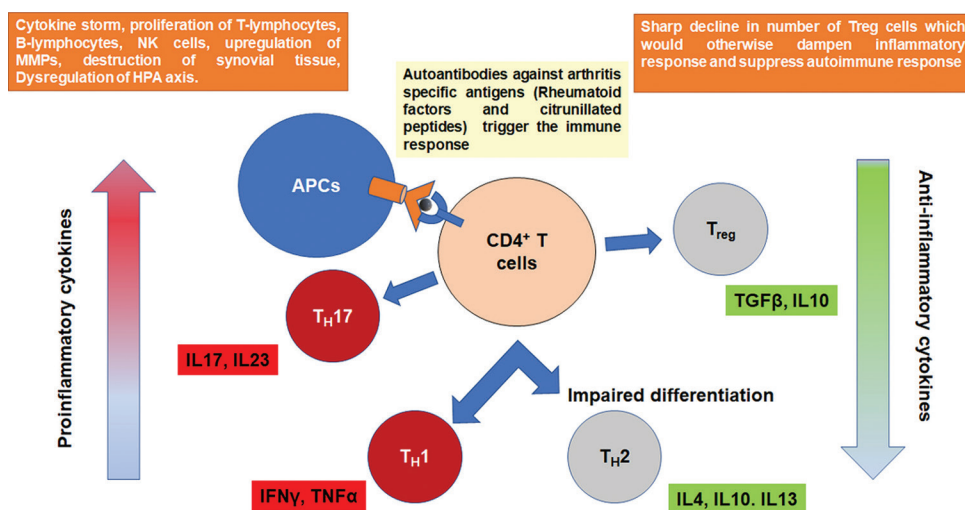 Cytokine storm, proliferation of T-lymphocytes,
B-lymphocytes, NK cells, upregulation of
MMPs, destruction of synovial tissue,
Dysregulation of HPA axis.
Sharp decline in number of Treg cells which
would otherwise dampen inflammatory
response and suppress autoimmune response
Autoantibodies against arthritis
specific antigens (Rheumatoid
factors and citrunillated
peptides) trigger the immune
response
APCs
CD4⁺ T
cells
Treg
TGFβ, IL10
TH17
IL17, IL23
Impaired differentiation
TH1
TH2
IFNγ, TNFα
IL4, IL10. IL13
Proinflammatory cytokines
Anti-inflammatory cytokines